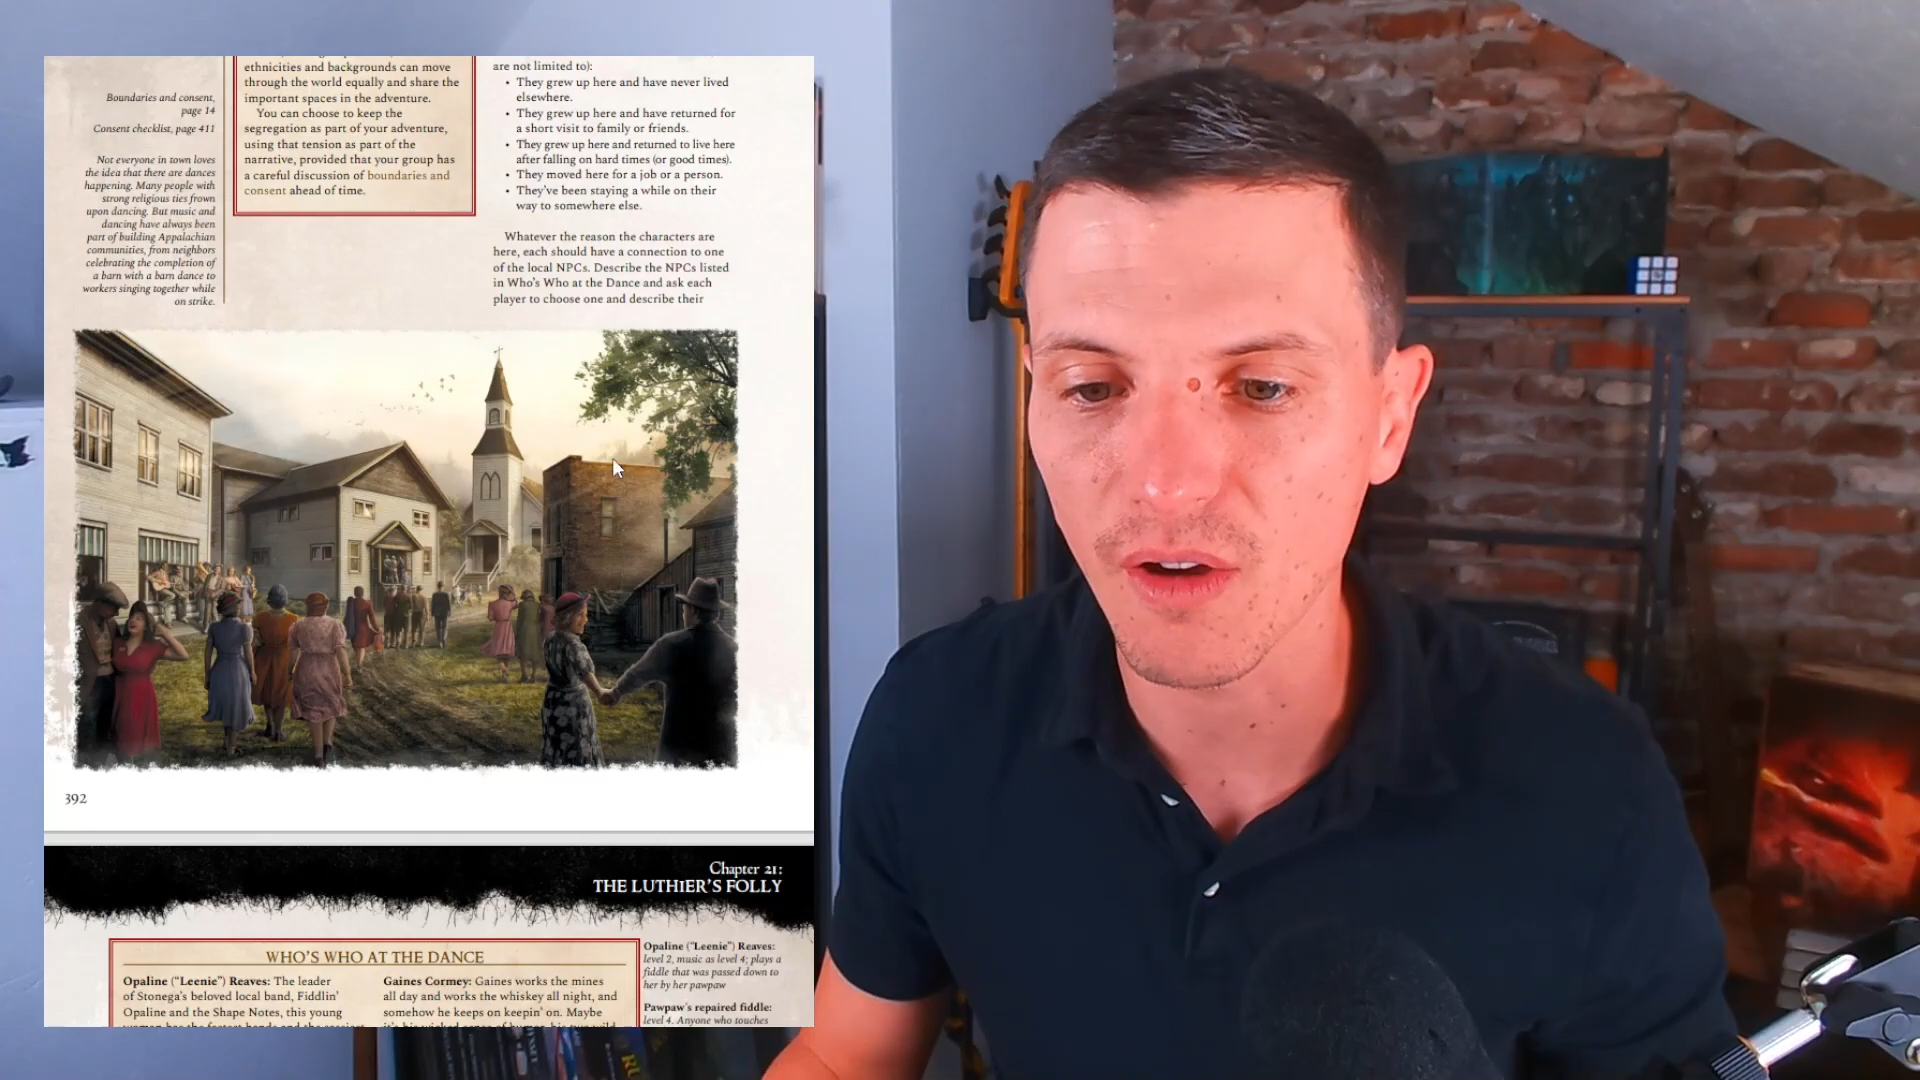 ethnicities and backgrounds can move
through the world equally and share the
important spaces in the adventure.
You can choose to keep the
segregation as part of your adventure,
using that tension as part of the
narrative, provided that your group has
a careful discussion of boundaries and
consent ahead of time.
Boundaries and consent,
page 14
Consent checklist, page 411
Not everyone in town loves
the idea that there are dances
happening. Many people with
strong religious ties frown
upon dancing. But music and
dancing have always been
part of building Appalachian
communities, from neighbors
celebrating the completion of
a barn with a barn dance to
workers singing together while
on strike.
are not limited to):
• They grew up here and have never lived
elsewhere.
• They grew up here and have returned for
a short visit to family or friends.
• They grew up here and returned to live here
after falling on hard times (or good times).
• They moved here for a job or a person.
• They've been staying a while on their
way to somewhere else.
Whatever the reason the characters are
here, each should have a connection to one
of the local NPCs. Describe the NPCs listed
in Who's Who at the Dance and ask each
player to choose one and describe their
392
Chapter 21:
THE LUTHIER'S FOLLY
WHO'S WHO AT THE DANCE
Opaline ("Leenie") Reaves: The leader
of Stonega's beloved local band, Fiddlin'
Opaline and the Shape Notes, this young
Gaines Cormey: Gaines works the mines
all day and works the whiskey all night, and
somehow he keeps on keepin' on. Maybe
Opaline ("Leenie") Reaves:
level 2, music as level 4; plays a
fiddle that was passed down to
her by her pawpaw
Pawpaw's repaired fiddle:
level 4. Anyone who touches